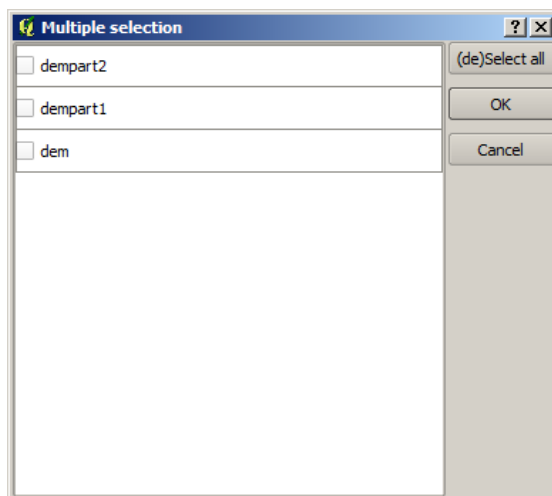 Multiple selection
dempart2
dempart1
dem
(de)Select all
OK
Cancel